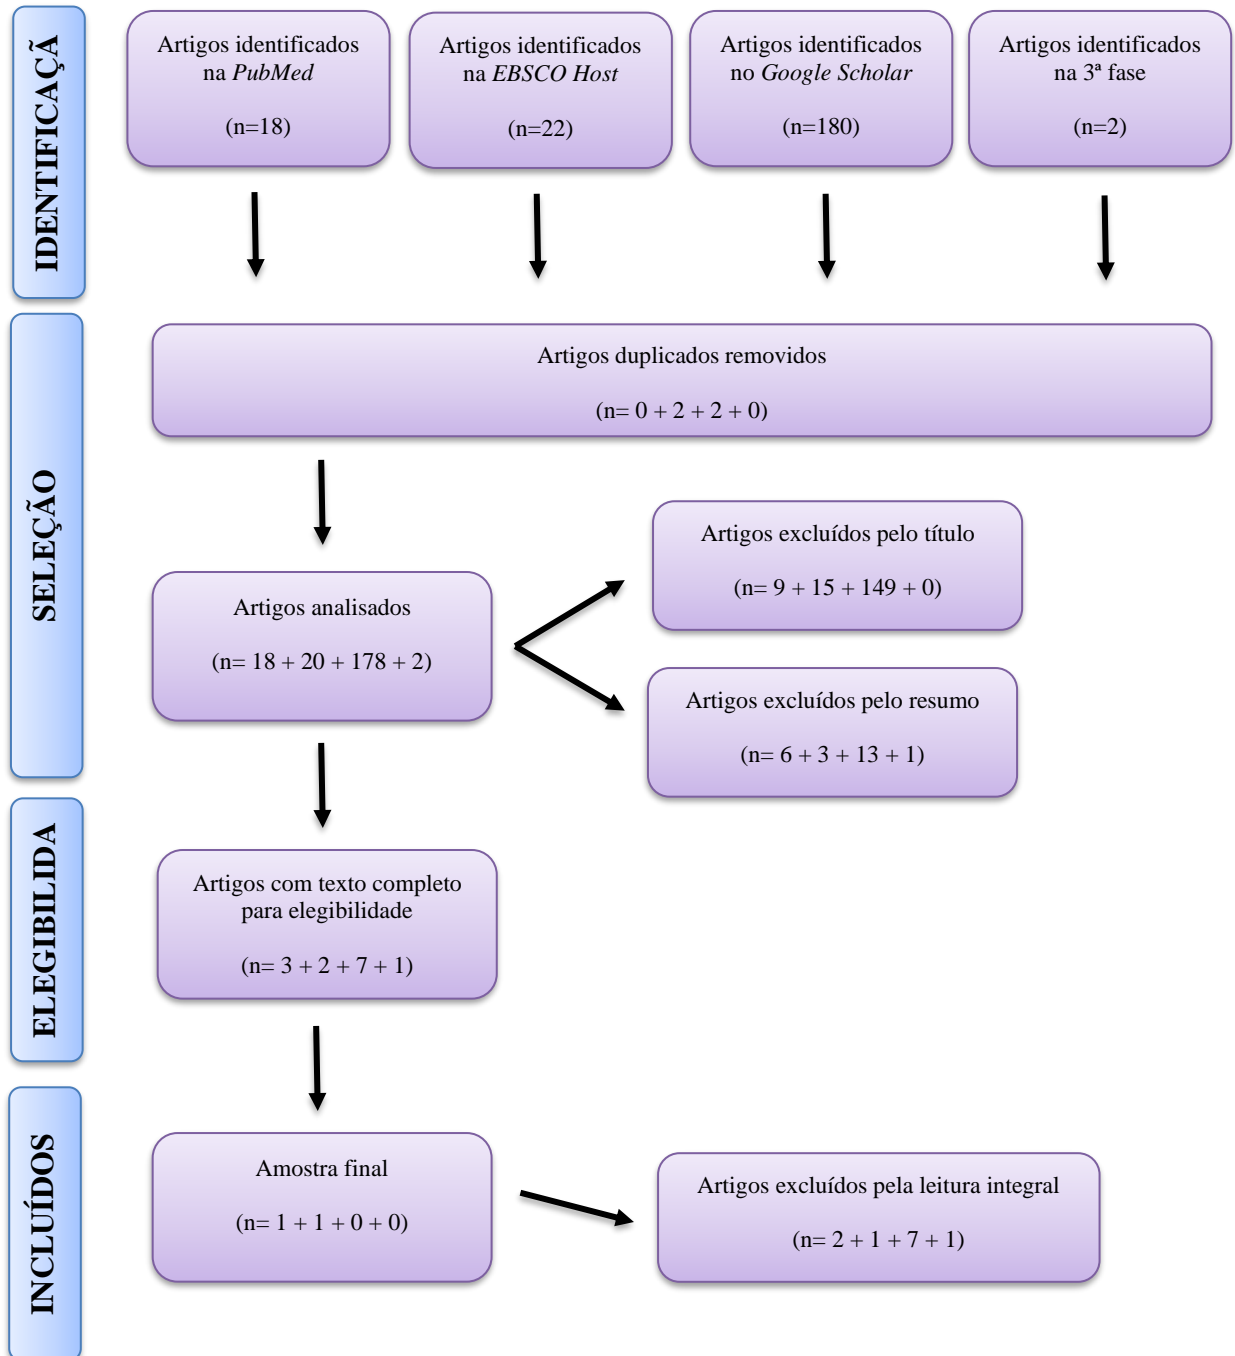 IDENTIFICAÇÃ
Artigos identificados
na PubMed
(n=18)
Artigos identificados
na EBSCO Host
(n=22)
Artigos identificados
no Google Scholar
(n=180)
Artigos identificados
na 3ª fase
(n=2)
SELEÇÃO
Artigos duplicados removidos
(n= 0 + 2 + 2 + 0)
Artigos analisados
(n= 18 + 20 + 178 + 2)
Artigos excluídos pelo título
(n= 9 + 15 + 149 + 0)
Artigos excluídos pelo resumo
(n= 6 + 3 + 13 + 1)
ELEGIBILIDA
Artigos com texto completo
para elegibilidade
(n= 3 + 2 + 7 + 1)
INCLUÍDOS
Amostra final
(n= 1 + 1 + 0 + 0)
Artigos excluídos pela leitura integral
(n= 2 + 1 + 7 + 1)